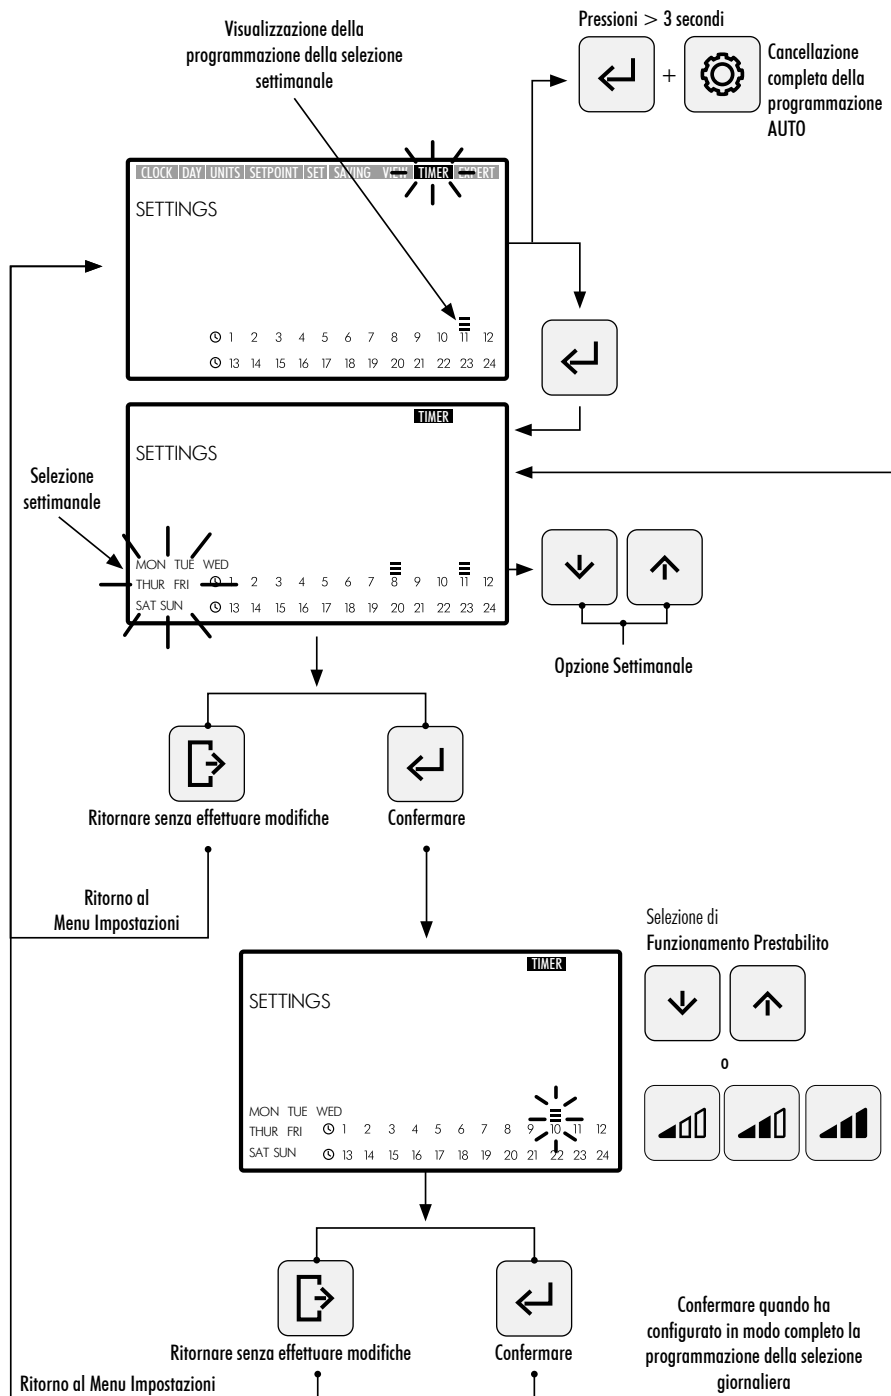 Visualizzazione della
programmazione della selezione
settimanale
Pressioni > 3 secondi
+
Cancellazione
completa della
programmazione
AUTO
CLOCK DAY UNITS SETPOINT SET SAVING VIEW TIMER EXPERT
SETTINGS
1 2 3 4 5 6 7 8 9 10 11 12
13 14 15 16 17 18 19 20 21 22 23 24
TIMER
SETTINGS
Selezione
settimanale
MON TUE WED
THUR FRI 1 2 3 4 5 6 7 8 9 10 11 12
SAT SUN 13 14 15 16 17 18 19 20 21 22 23 24
Opzione Settimanale
Ritornare senza effettuare modifiche
Confermare
Ritorno al
Menu Impostazioni
Selezione di
Funzionamento Prestabilito
o
TIMER
SETTINGS
MON TUE WED
THUR FRI 1 2 3 4 5 6 7 8 9 10 11 12
SAT SUN 13 14 15 16 17 18 19 20 21 22 23 24
Ritornare senza effettuare modifiche
Confermare
Confermare quando ha
configurato in modo completo la
programmazione della selezione
giornaliera
Ritorno al Menu Impostazioni